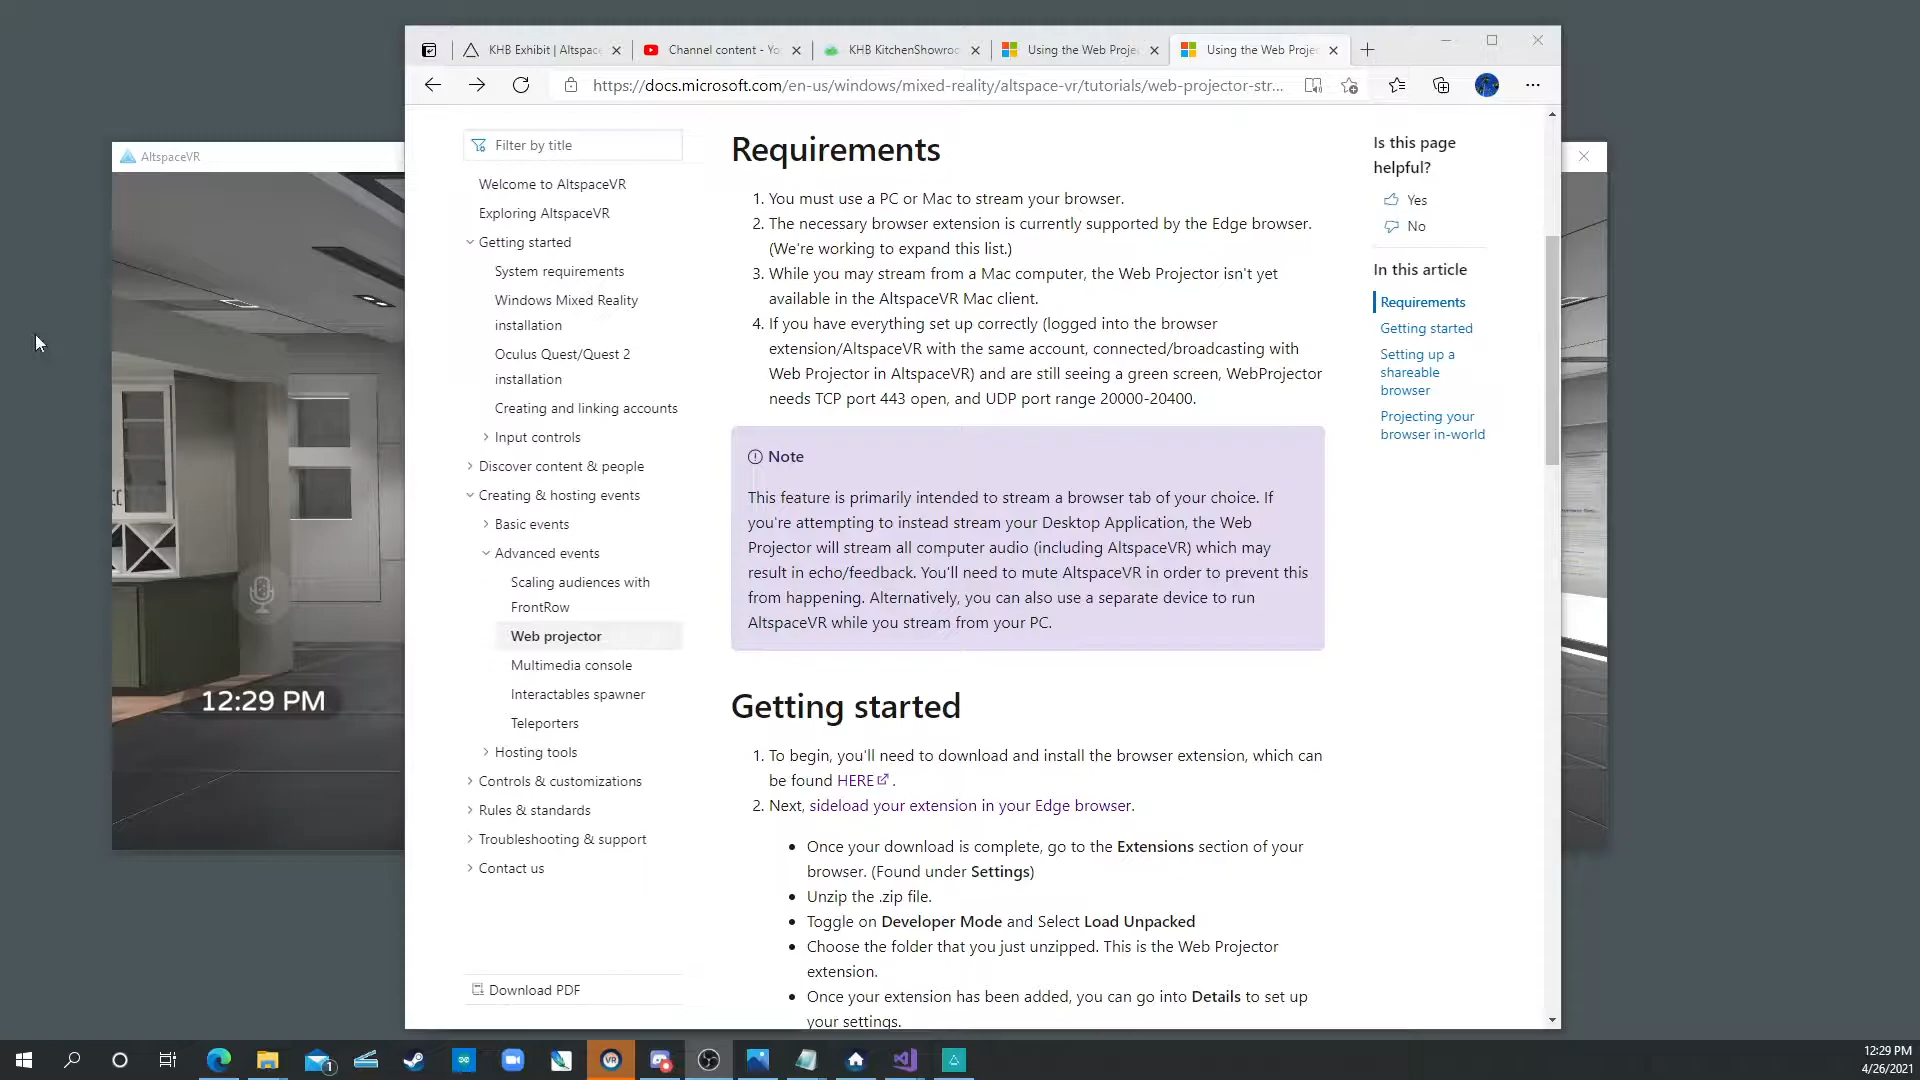 KHB Exhibit | Altspace
Channel content - Yo
KHB KitchenShowroo
Using the Web Proje
Using the Web Projec
https://docs.microsoft.com/en-us/windows/mixed-reality/altspace-vr/tutorials/web-projector-str...
AltspaceVR
12:29 PM
Filter by title
Welcome to AltspaceVR
Exploring AltspaceVR
Getting started
System requirements
Windows Mixed Reality
installation
Oculus Quest/Quest 2
installation
Creating and linking accounts
Input controls
Discover content & people
Creating & hosting events
Basic events
Advanced events
Scaling audiences with
FrontRow
Web projector
Multimedia console
Interactables spawner
Teleporters
Hosting tools
Controls & customizations
Rules & standards
Troubleshooting & support
Contact us
Download PDF
Requirements
1. You must use a PC or Mac to stream your browser.
2. The necessary browser extension is currently supported by the Edge browser.
(We're working to expand this list.)
3. While you may stream from a Mac computer, the Web Projector isn't yet
available in the AltspaceVR Mac client.
4. If you have everything set up correctly (logged into the browser
extension/AltspaceVR with the same account, connected/broadcasting with
Web Projector in AltspaceVR) and are still seeing a green screen, WebProjector
needs TCP port 443 open, and UDP port range 20000-20400.
Note
This feature is primarily intended to stream a browser tab of your choice. If
you're attempting to instead stream your Desktop Application, the Web
Projector will stream all computer audio (including AltspaceVR) which may
result in echo/feedback. You'll need to mute AltspaceVR in order to prevent this
from happening. Alternatively, you can also use a separate device to run
AltspaceVR while you stream from your PC.
Getting started
1. To begin, you'll need to download and install the browser extension, which can
be found HERE .
2. Next, sideload your extension in your Edge browser.
• Once your download is complete, go to the Extensions section of your
browser. (Found under Settings)
• Unzip the .zip file.
• Toggle on Developer Mode and Select Load Unpacked
• Choose the folder that you just unzipped. This is the Web Projector
extension.
• Once your extension has been added, you can go into Details to set up
your settings.
Is this page
helpful?
Yes
No
In this article
Requirements
Getting started
Setting up a
shareable
browser
Projecting your
browser in-world
1
VR
12:29 PM
4/26/2021